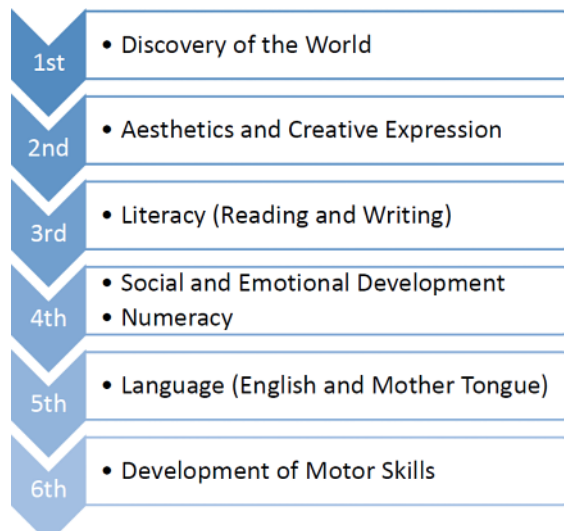 1st
• Discovery of the World
2nd
• Aesthetics and Creative Expression
3rd
• Literacy (Reading and Writing)
4th
• Social and Emotional Development
• Numeracy
5th
• Language (English and Mother Tongue)
6th
• Development of Motor Skills